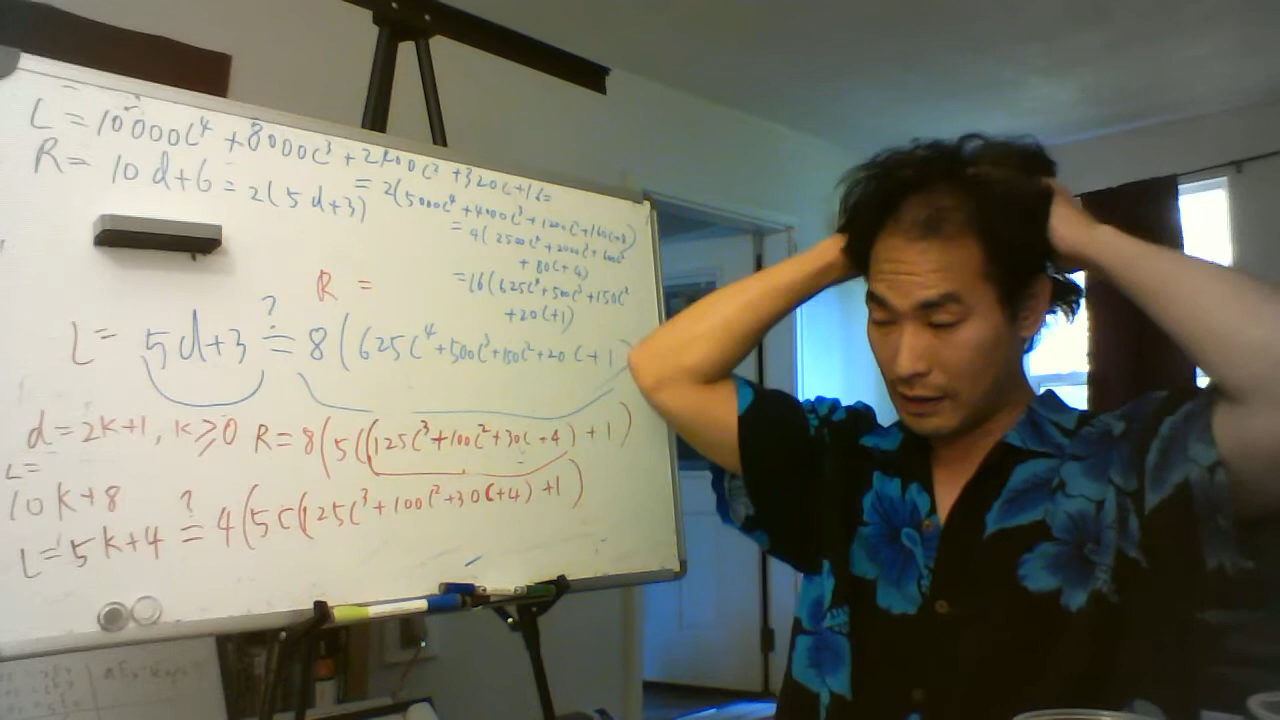 L = 10000C⁴ + 8000C³ + 2400C² + 320C + 16 =
R = 10d+6 = 2(5d+3)
= 2(5000C⁴ + 4000C³ + 1200C² + 160C+8)
= 4(2500C⁴ + 2000C³ + 600C²
+ 80C + 4)
= 16(625C⁴ + 500C³ + 150C²
+ 20C+1)
R =
L = 5d+3 ?= 8(625C⁴ + 500C³ + 150C² + 20C + 1
d = 2k+1, k ≥ 0 R = 8(5C(125C³ + 100C² + 30C + 4) + 1)
L =
10k+8
L = 5k+4 ?= 4(5C(125C³ + 100C² + 30C+4) + 1)